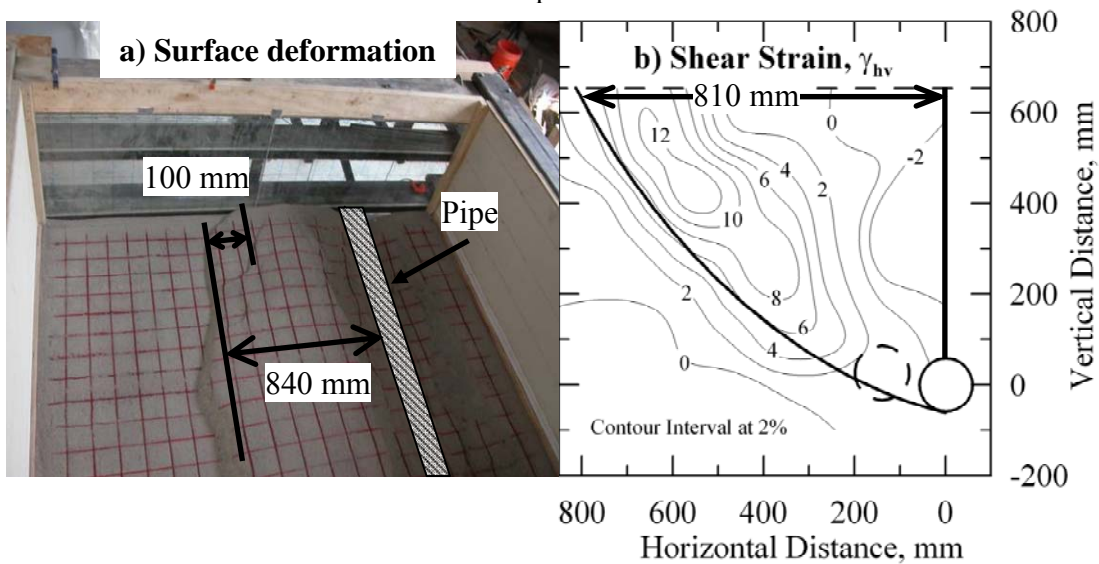 a) Surface deformation
100 mm
Pipe
840 mm
b) Shear Strain, γhv
810 mm
0
-2
12
4
6
2
10
8
2
6
4
0
Contour Interval at 2%
800
600
400
200
0
-200
Vertical Distance, mm
800 600 400 200 0
Horizontal Distance, mm